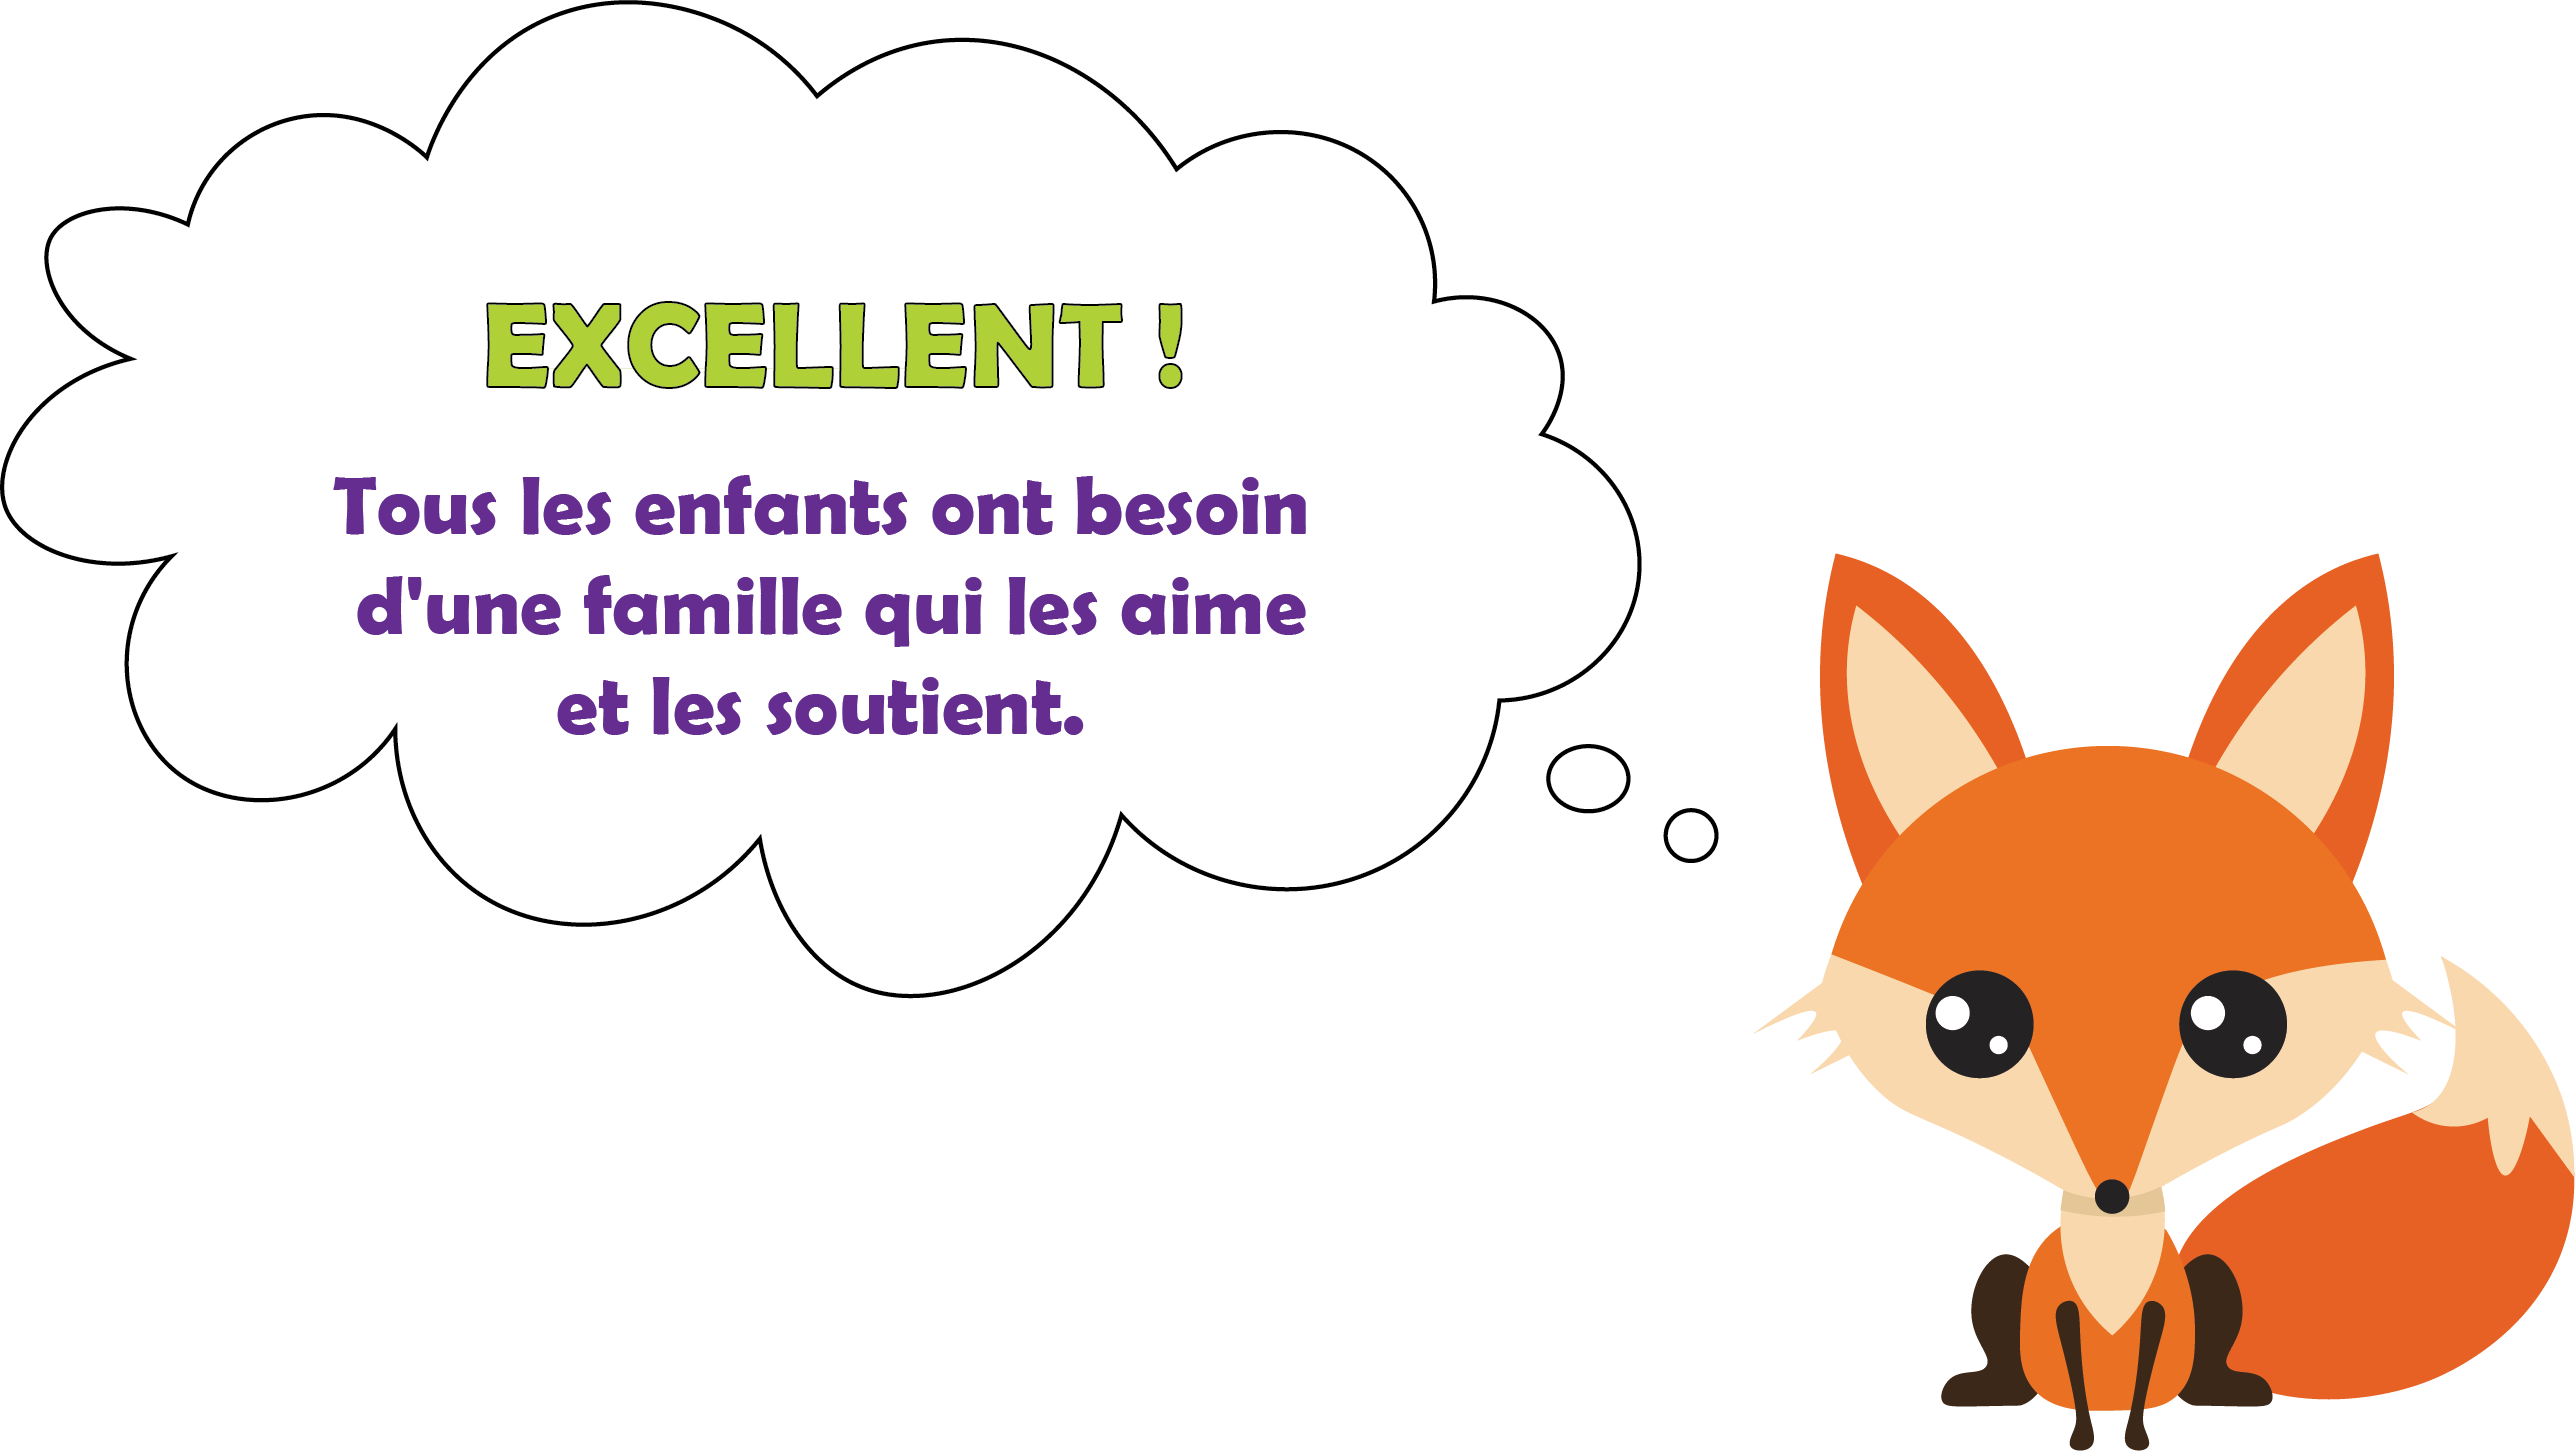 EXCELLENT !
Tous les enfants ont besoin
d'une famille qui les aime
et les soutient.